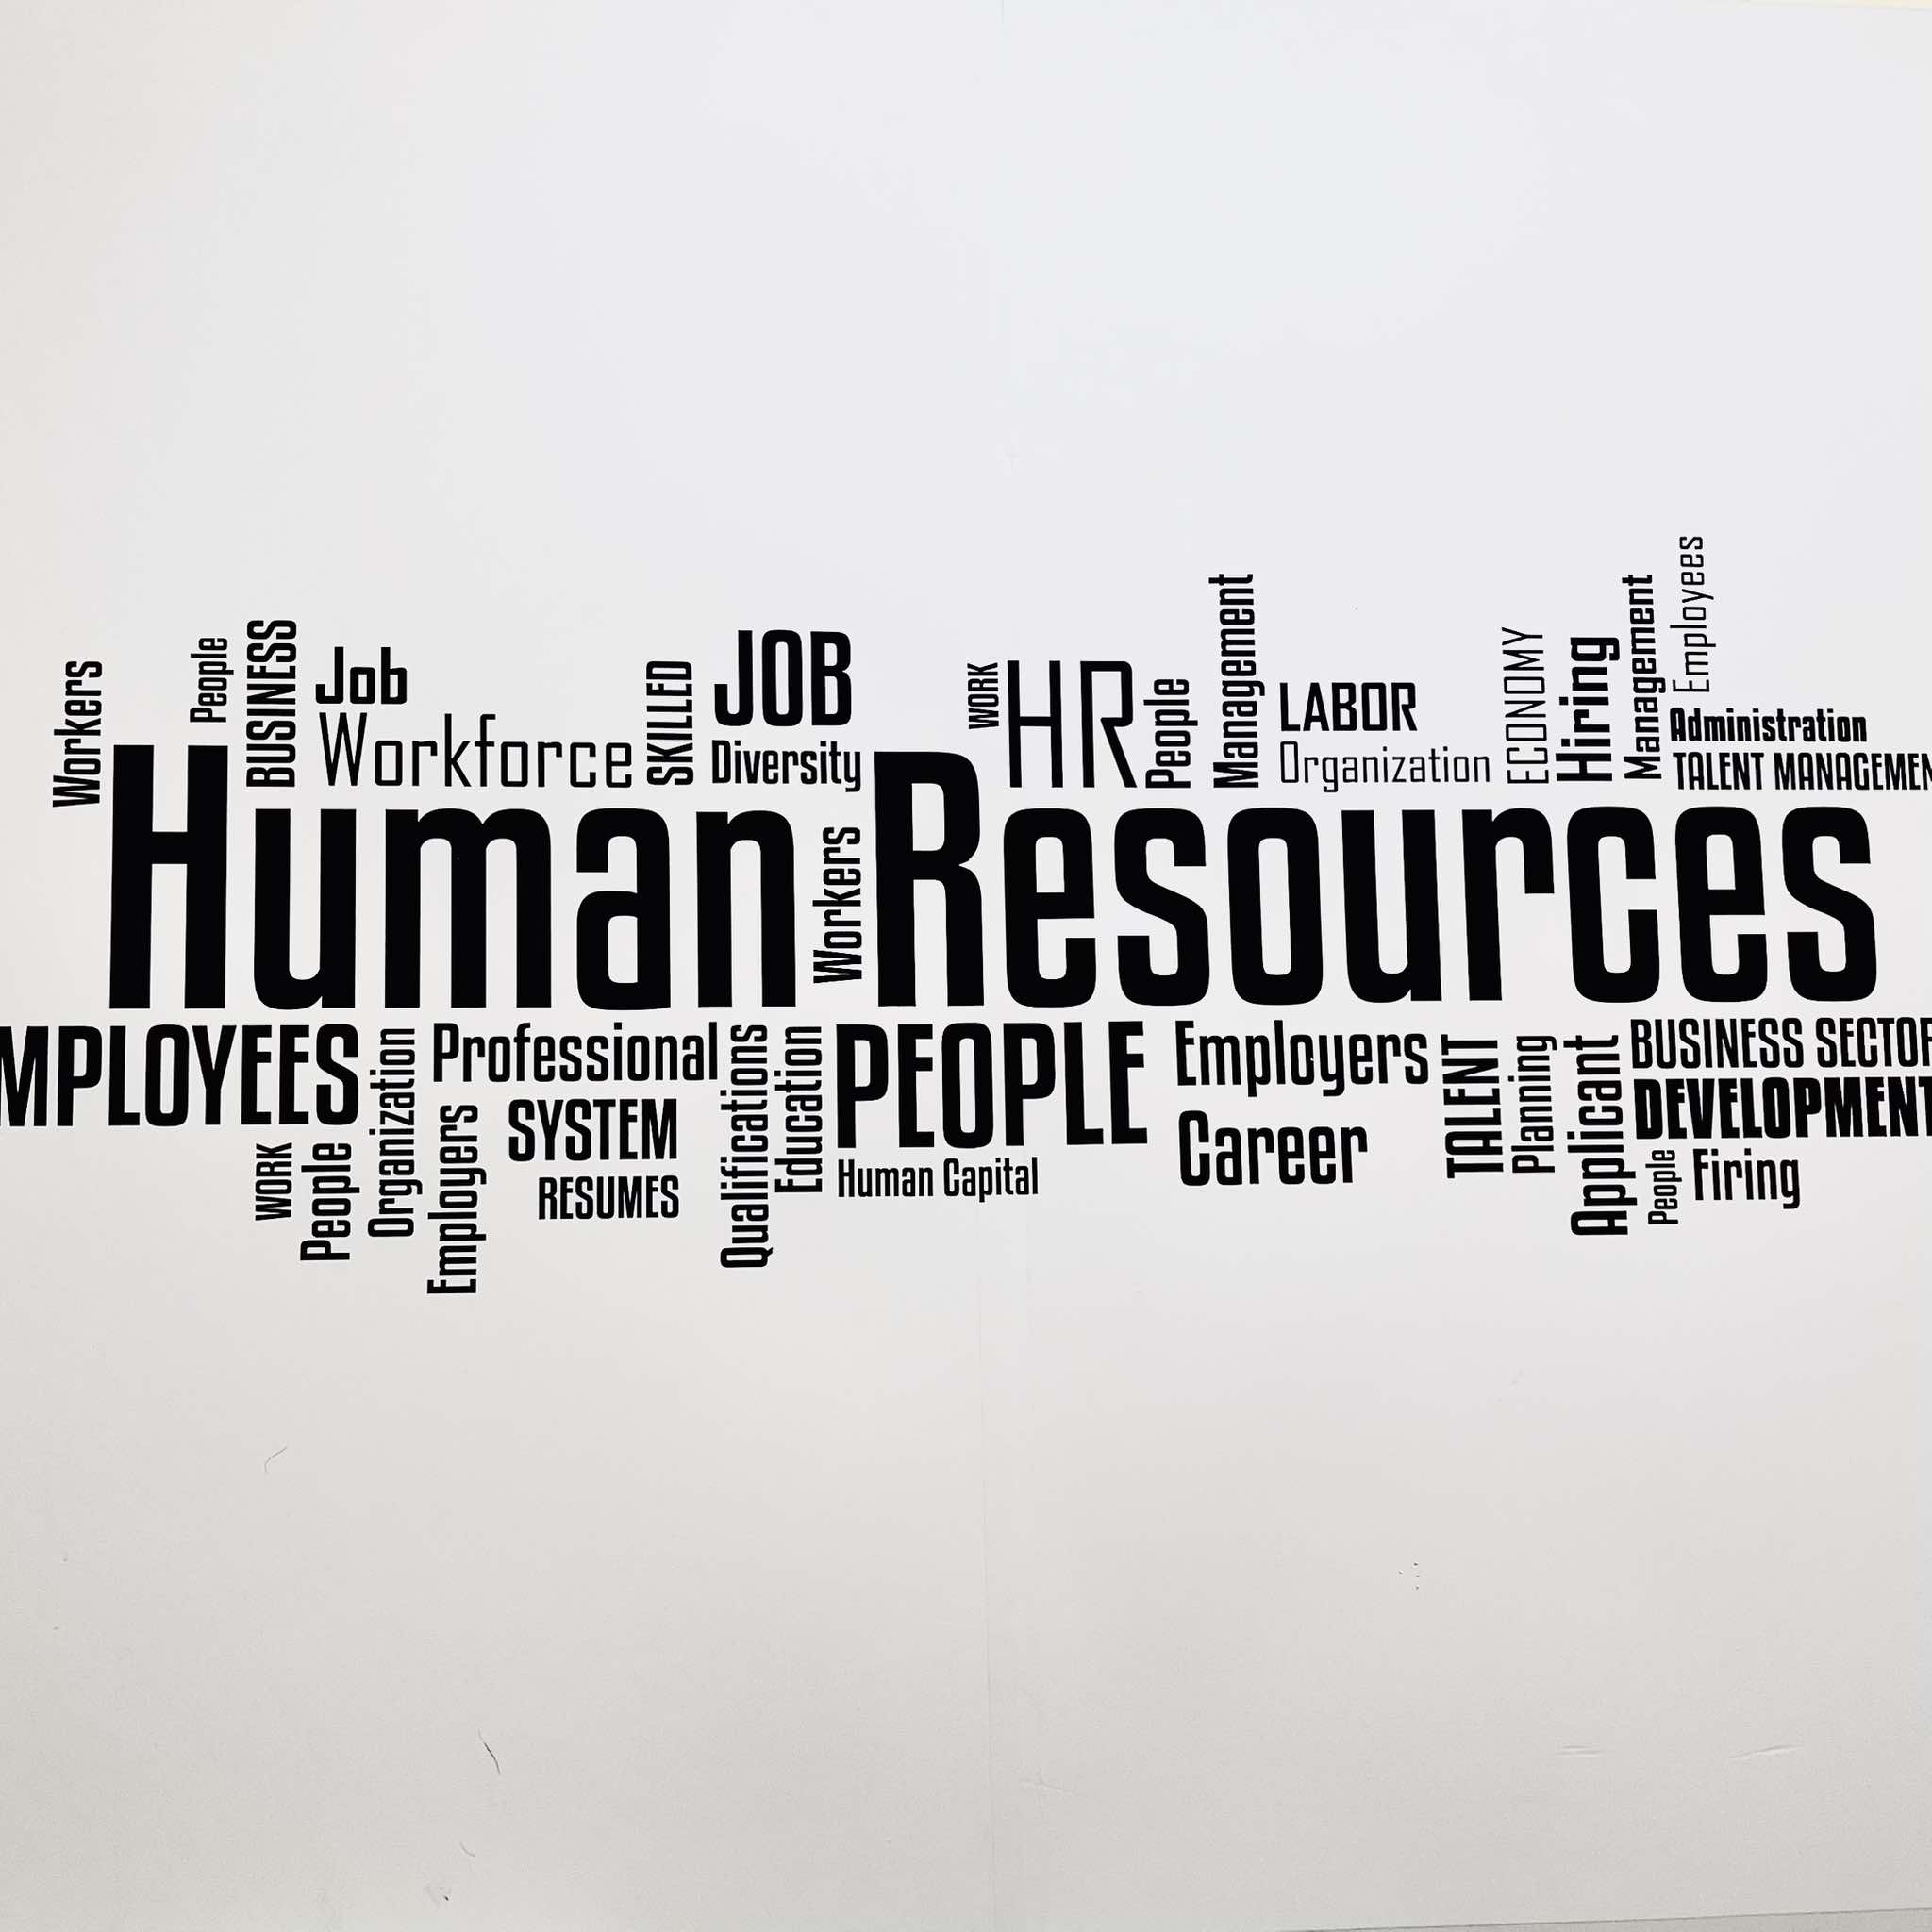 Workers
People
BUSINESS
Job
Workforce
SKILLED
JOB
Diversity
WORK
HR
People
Management
LABOR
Organization
ECONOMY
Hiring
Management
Employees
Administration
TALENT MANAGEMEN
Human
Workers
Resources
MPLOYEES
WORK
People
Organization
Professional
Employers
SYSTEM
RESUMES
Qualifications
Education
PEOPLE
Human Capital
Employers
Career
TALENT
Planning
Applicant
BUSINESS SECTOR
DEVELOPMENT
People
Firing